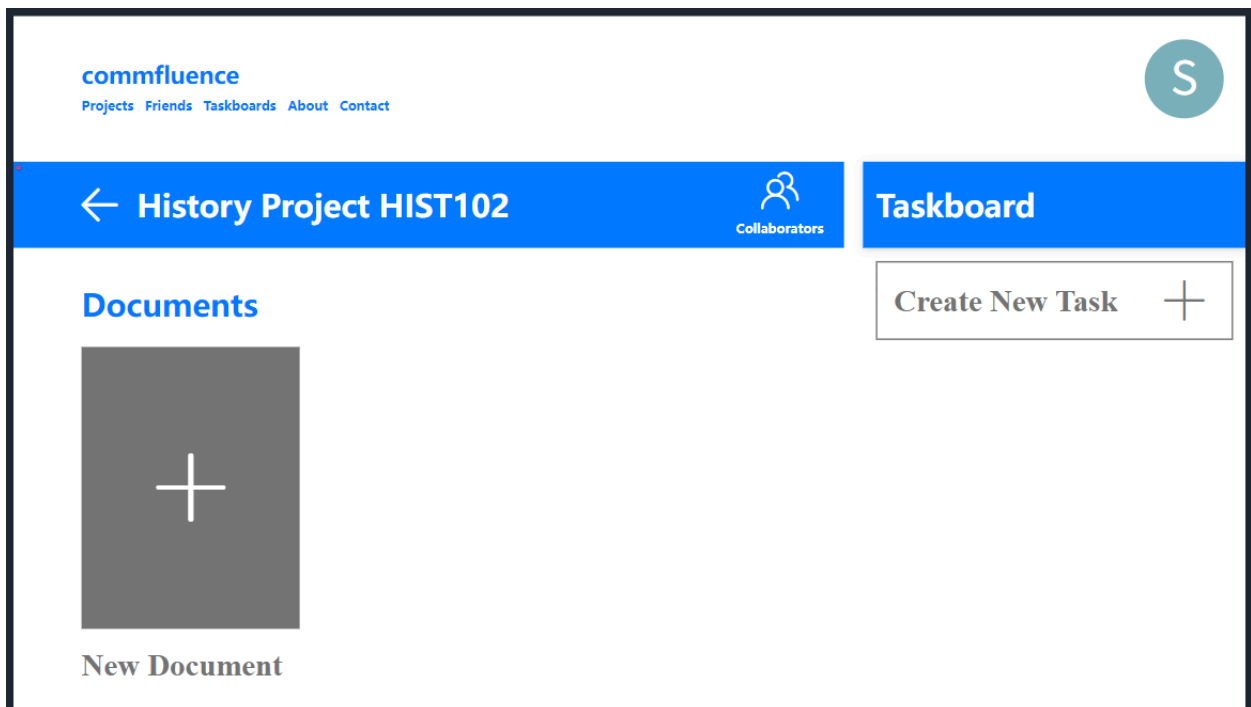 commfluence
S
Projects Friends Taskboards About Contact
History Project HIST102
Collaborators
Taskboard
Documents
Create New Task
New Document